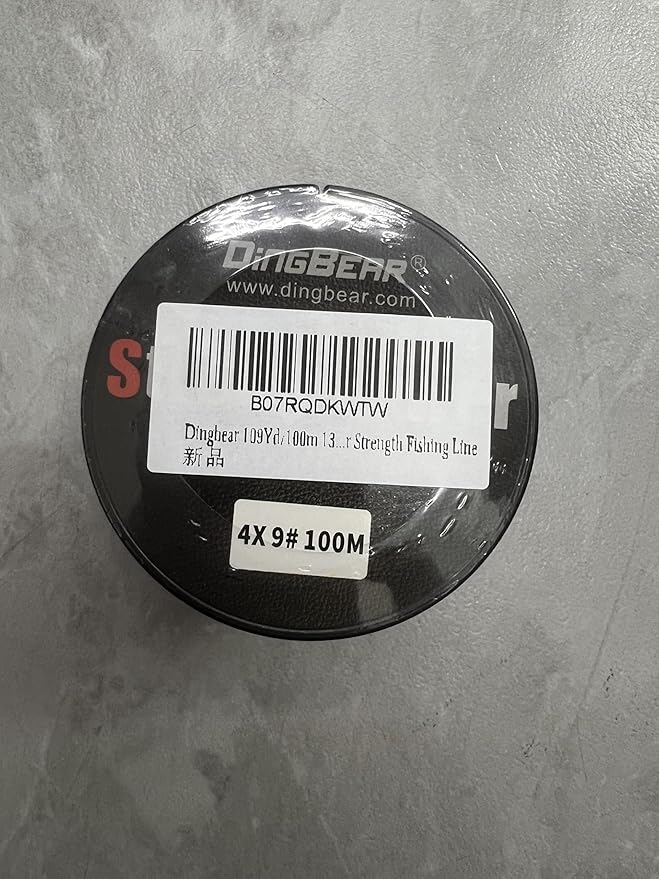 DINGBEAR®
www.dingbear.com
B07RQDKWTW
Dingbear 109Yd/100m 13...r Strength Fishing Line
新品
4X 9# 100M